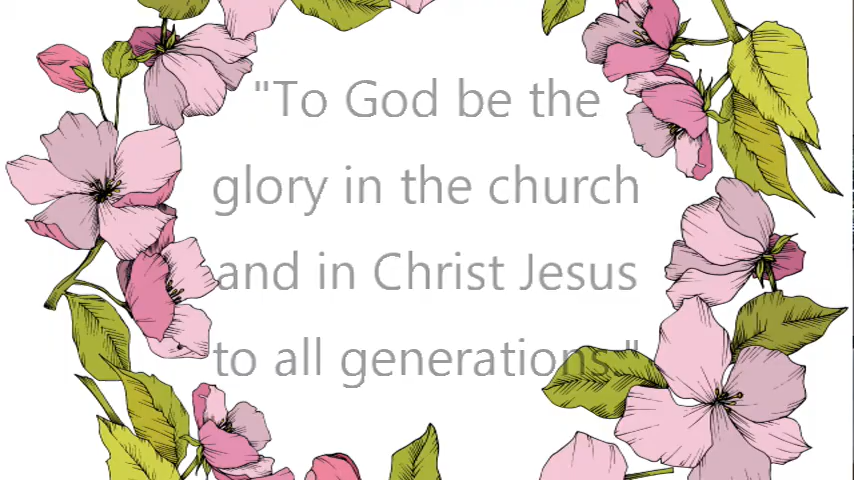 "To God be the
glory in the church
and in Christ Jesus
to all generations."